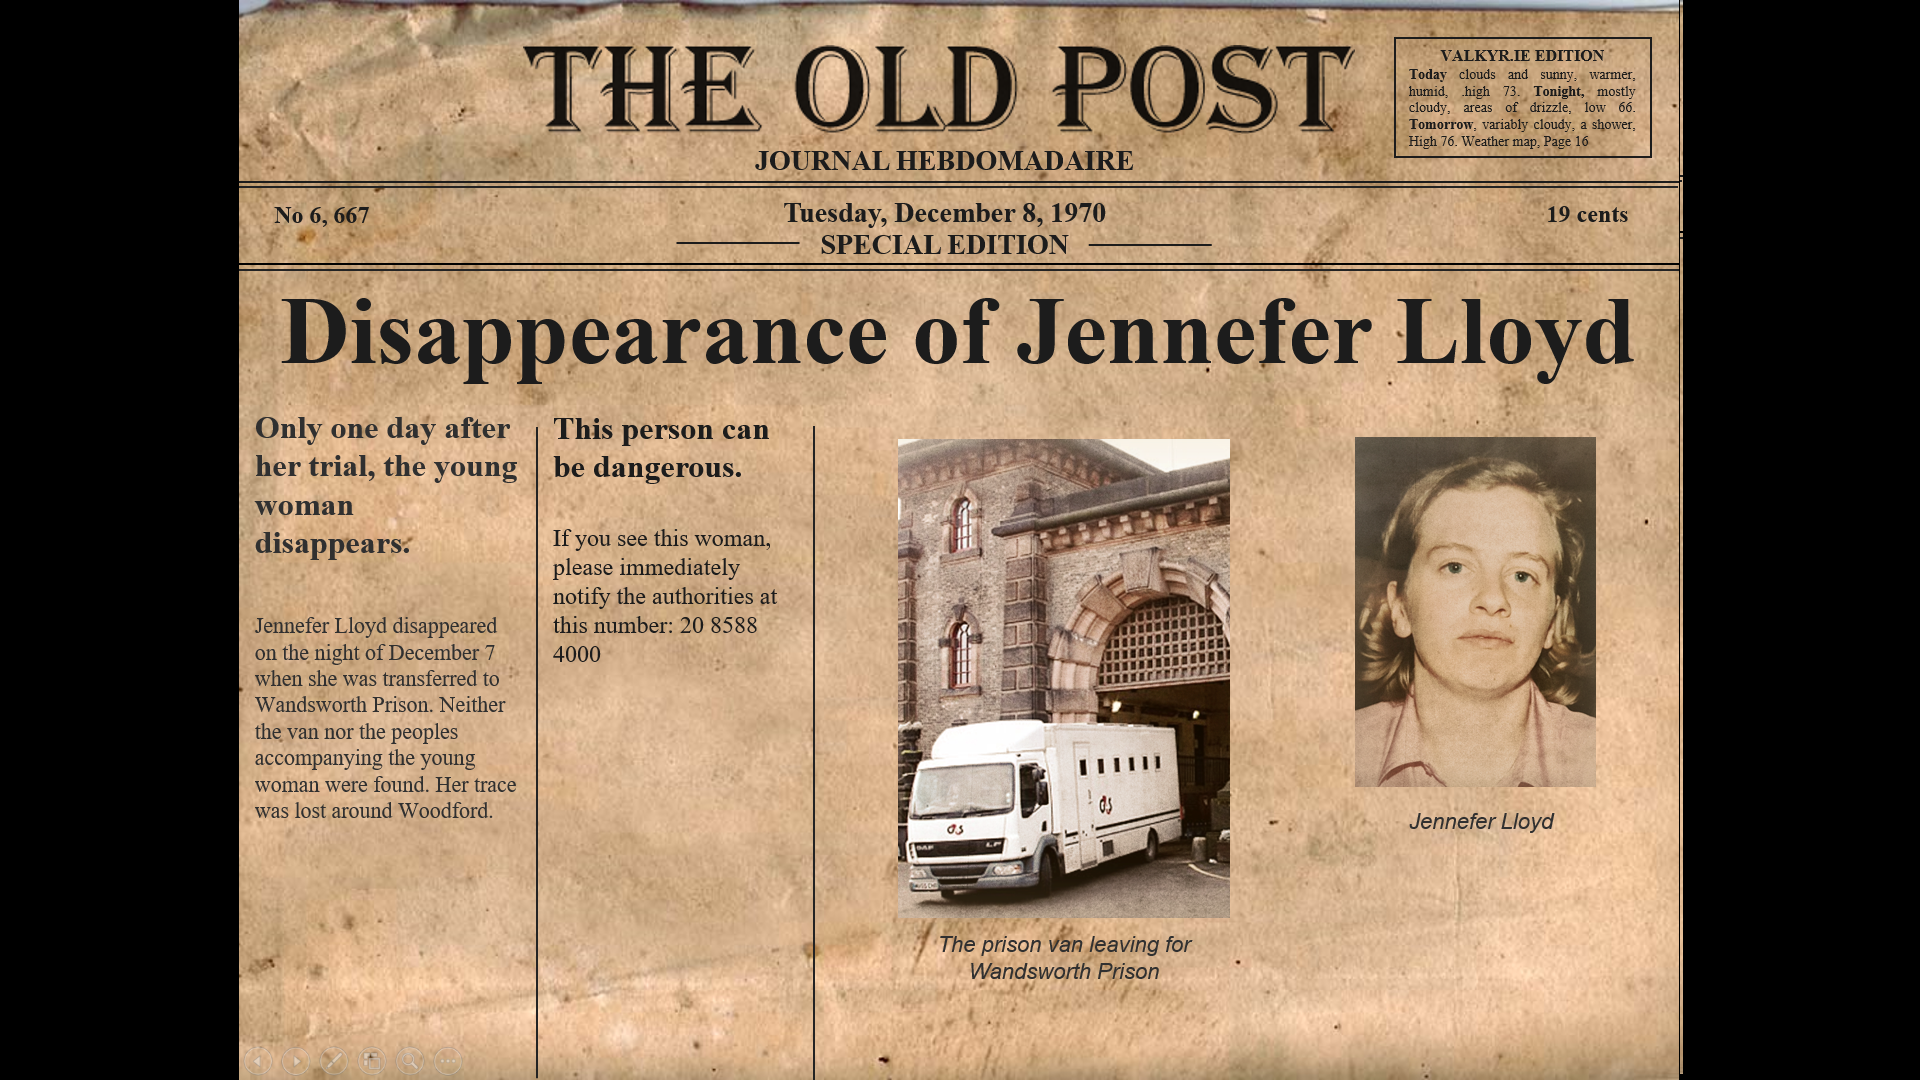 THE OLD POST
JOURNAL HEBDOMADAIRE
VALKYR.IE EDITION
Today clouds and sunny, warmer,
humid, .high 73. Tonight, mostly
cloudy, areas of drizzle, low 66.
Tomorrow, variably cloudy, a shower,
High 76. Weather map, Page 16
No 6, 667
Tuesday, December 8, 1970
19 cents
SPECIAL EDITION
Disappearance of Jennefer Lloyd
Only one day after
her trial, the young
woman
disappears.
Jennefer Lloyd disappeared
on the night of December 7
when she was transferred to
Wandsworth Prison. Neither
the van nor the peoples
accompanying the young
woman were found. Her trace
was lost around Woodford.
This person can
be dangerous.
If you see this woman,
please immediately
notify the authorities at
this number: 20 8588
4000
G4S
G4S
DAF
LF
The prison van leaving for
Wandsworth Prison
Jennefer Lloyd